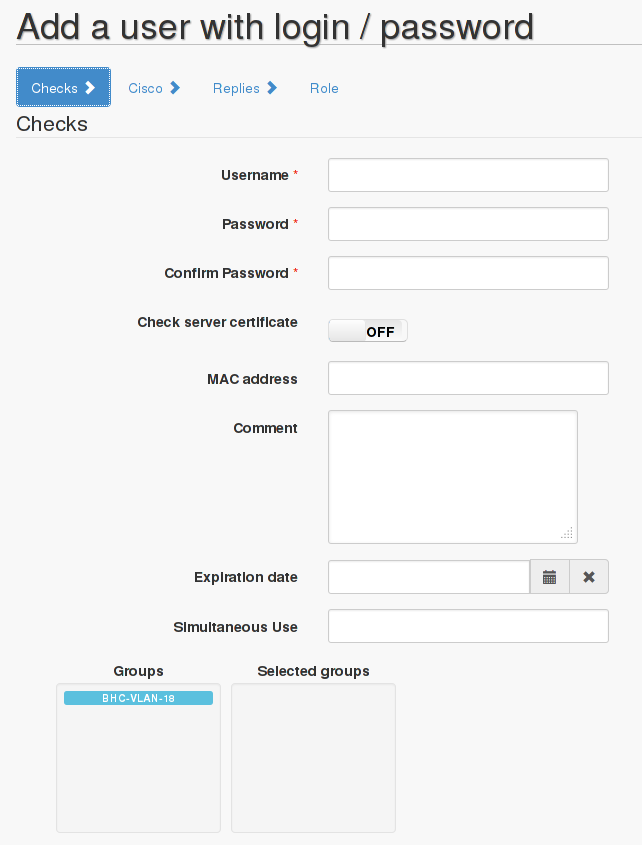 Add a user with login / password
Checks Cisco Replies Role
Checks
Username *
Password *
Confirm Password *
Check server certificate
OFF
MAC address
Comment
Expiration date
Simultaneous Use
Groups Selected groups
BHC-VLAN-18